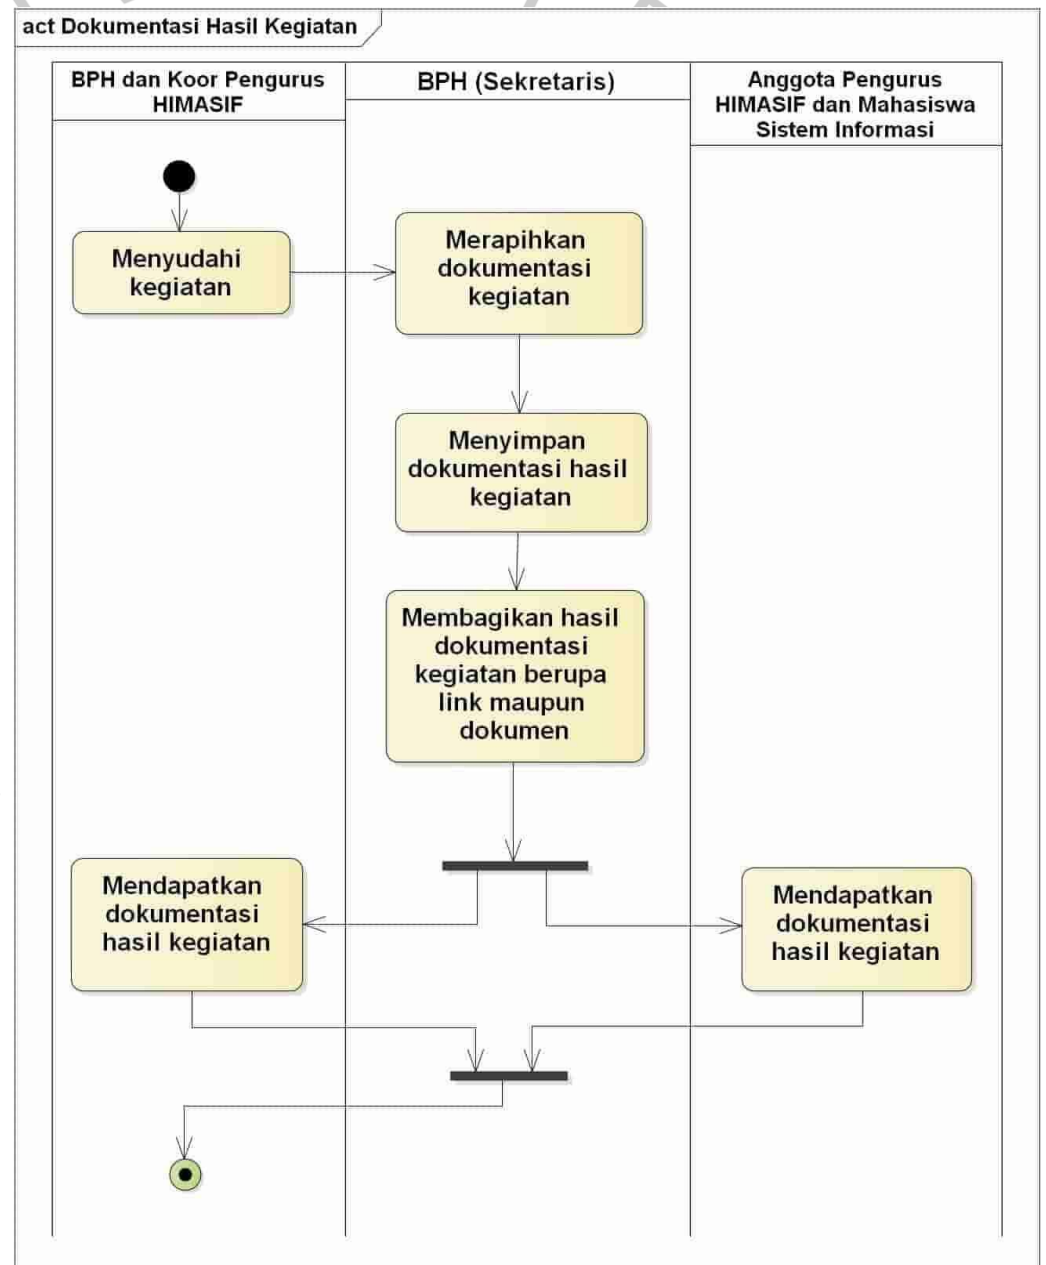 act Dokumentasi Hasil Kegiatan
BPH dan Koor Pengurus
HIMASIF
BPH (Sekretaris)
Anggota Pengurus
HIMASIF dan Mahasiswa
Sistem Informasi
Menyudahi
kegiatan
Merapihkan
dokumentasi
kegiatan
Menyimpan
dokumentasi hasil
kegiatan
Membagikan hasil
dokumentasi
kegiatan berupa
link maupun
dokumen
Mendapatkan
dokumentasi
hasil kegiatan
Mendapatkan
dokumentasi
hasil kegiatan